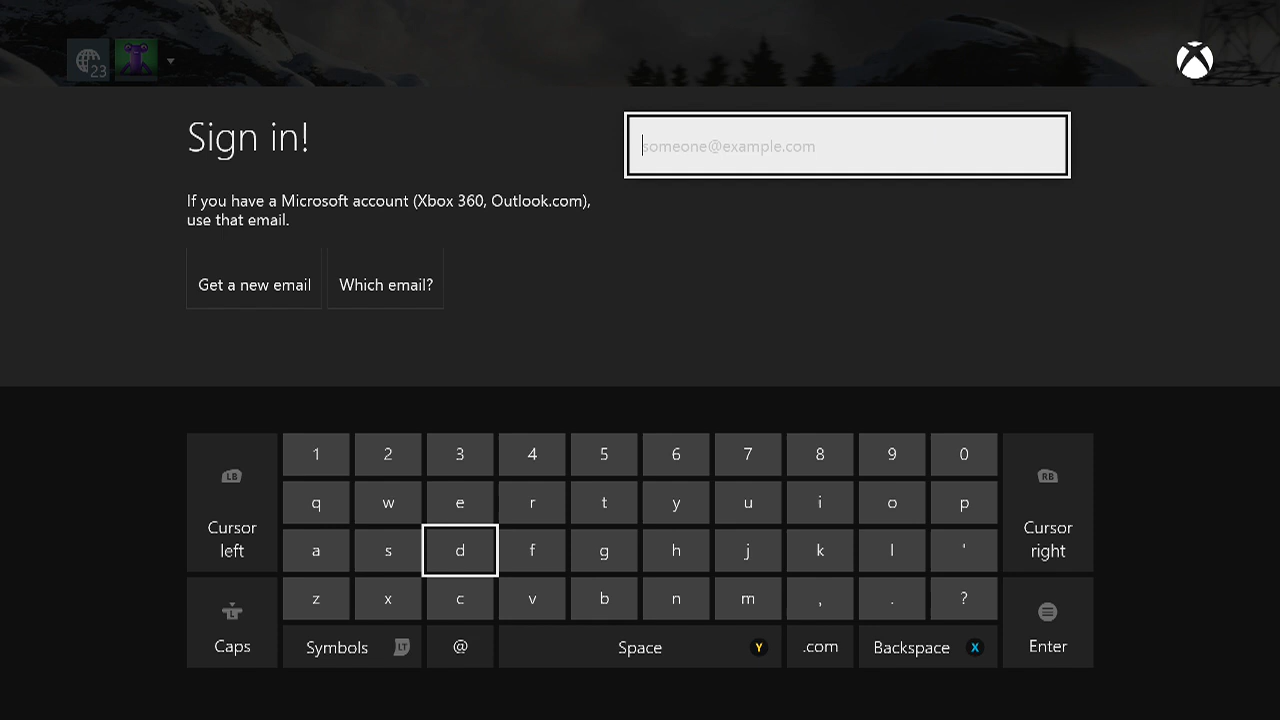 23
Sign in!
someone@example.com
If you have a Microsoft account (Xbox 360, Outlook.com),
use that email.
Get a new email
Which email?
LB
Cursor
left
1 2 3 4 5 6 7 8 9 0
q w e r t y u i o p
a s d f g h j k l '
z x c v b n m , . ?
RB
Cursor
right
L
Caps
Symbols LT @ Space Y .com Backspace X
Enter